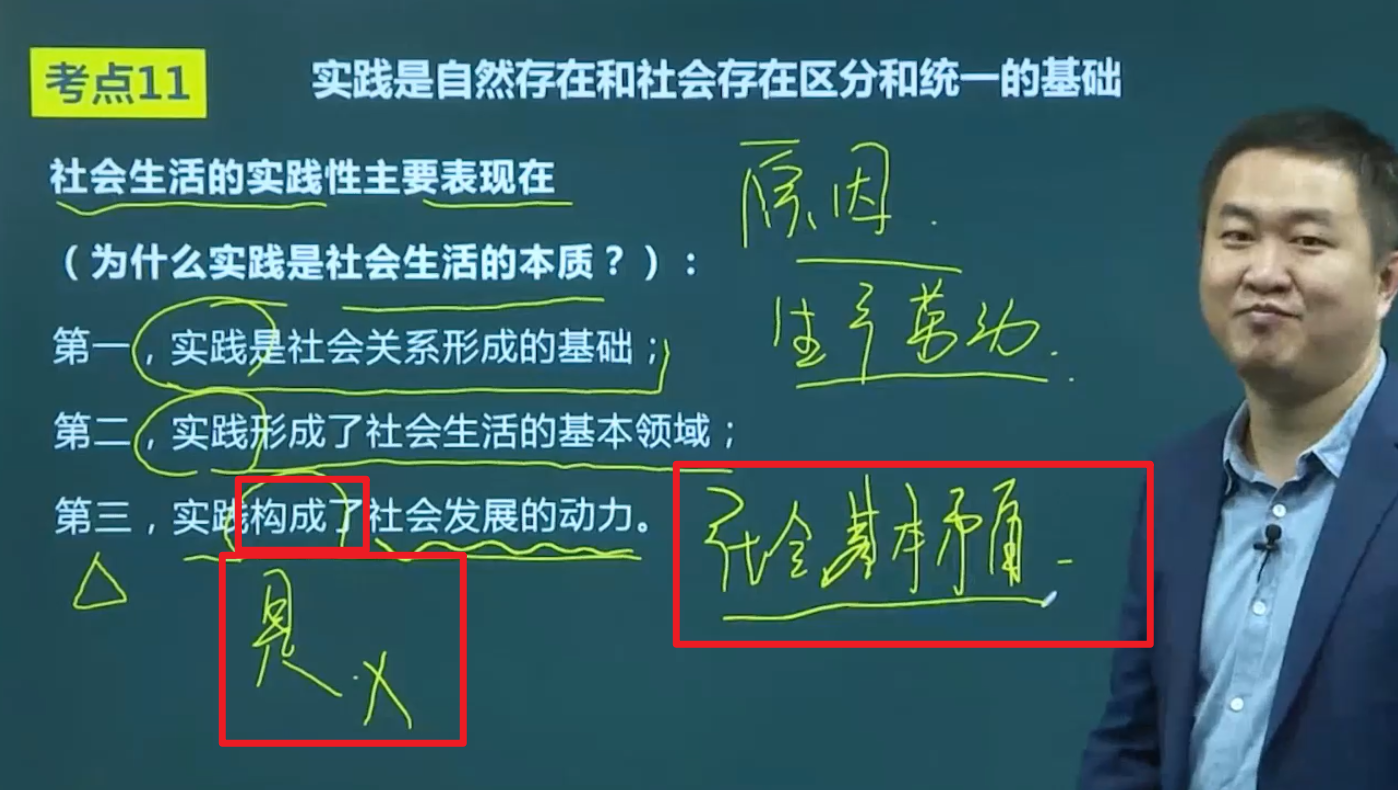 考点11
实践是自然存在和社会存在区分和统一的基础
社会生活的实践性主要表现在
原因.
（为什么实践是社会生活的本质？）：
生产劳动.
第一，实践是社会关系形成的基础；
第二，实践形成了社会生活的基本领域；
第三，实践构成了社会发展的动力。
社会基本矛盾
是.X